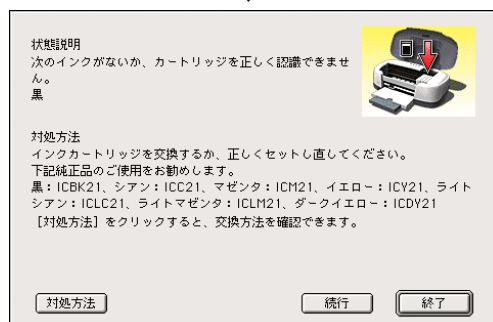 状態説明
次のインクがないか、カートリッジを正しく認識できませ
ん。
黒
対処方法
インクカートリッジを交換するか、正しくセットし直してください。
下記純正品のご使用をお勧めします。
黒：ICBK21、シアン：ICC21、マゼンタ：ICM21、イエロー：ICY21、ライト
シアン：ICLC21、ライトマゼンタ：ICLM21、ダークイエロー：ICDY21
［対処方法］をクリックすると、交換方法を確認できます。
対処方法 続行 終了